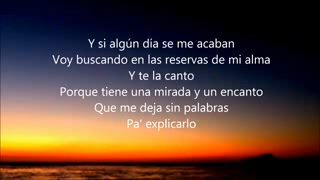 Y si algún día se me acaban
Voy buscando en las reservas de mi alma
Y te la canto
Porque tiene una mirada y un encanto
Que me deja sin palabras
Pa' explicarlo